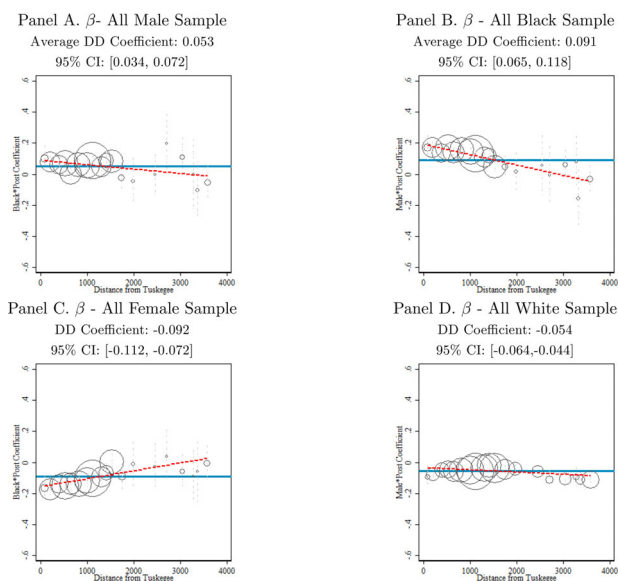 Panel A. β- All Male Sample
Average DD Coefficient: 0.053
95% CI: [0.034, 0.072]
Black*Post Coefficient
.6
.4
.2
0
-.2
-.4
-.6
0 1000 2000 3000 4000
Distance from Tuskegee
Panel B. β - All Black Sample
Average DD Coefficient: 0.091
95% CI: [0.065, 0.118]
Male*Post Coefficient
.6
.4
.2
0
-.2
-.4
-.6
0 1000 2000 3000 4000
Distance from Tuskegee
Panel C. β - All Female Sample
DD Coefficient: -0.092
95% CI: [-0.112, -0.072]
Black*Post Coefficient
.6
.4
.2
0
-.2
-.4
-.6
0 1000 2000 3000 4000
Distance from Tuskegee
Panel D. β - All White Sample
DD Coefficient: -0.054
95% CI: [-0.064,-0.044]
Male*Post Coefficient
.6
.4
.2
0
-.2
-.4
-.6
0 1000 2000 3000 4000
Distance from Tuskegee